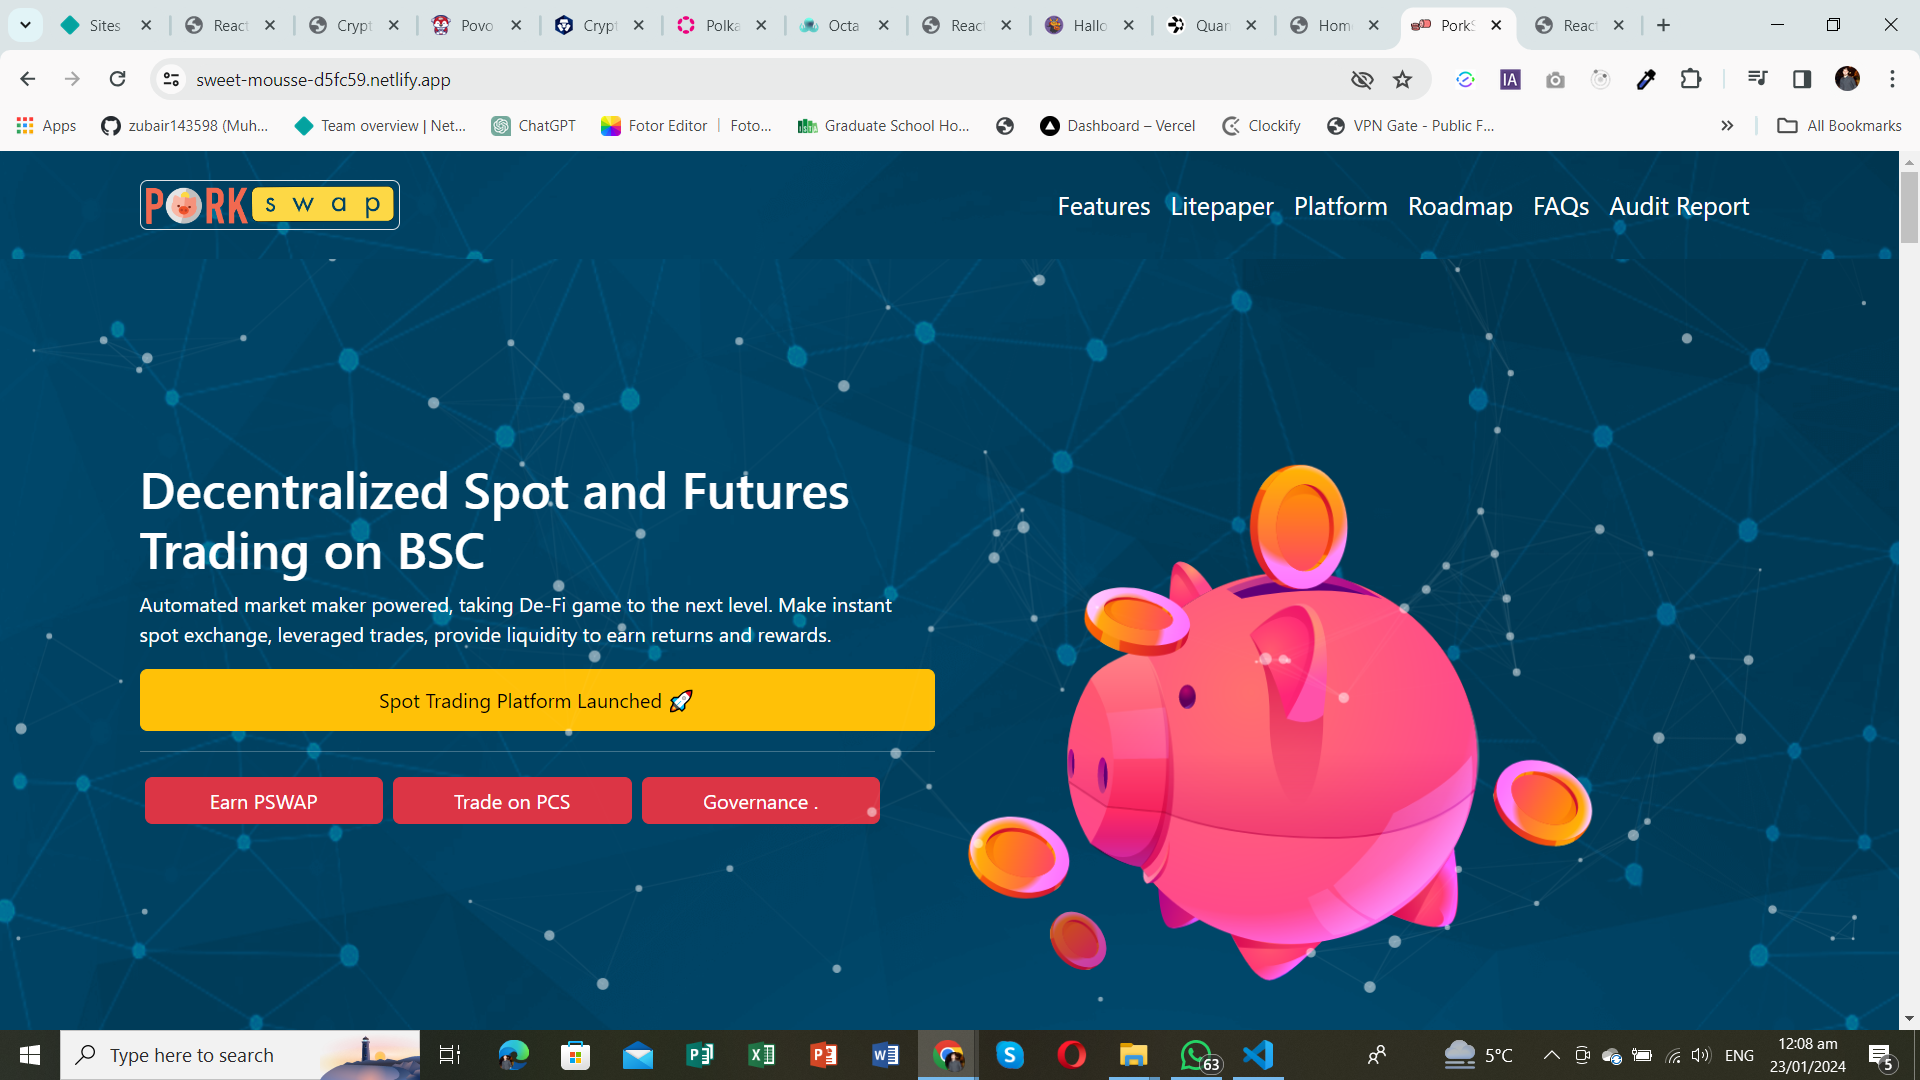 Sites
React
Crypt
Povo
Crypt
Polka
Octa
React
Hallo
Quan
Hom
PorkS
React
sweet-mousse-d5fc59.netlify.app
IA
Apps
zubair143598 (Muh...
Team overview | Net...
ChatGPT
Fotor Editor | Foto...
Graduate School Ho...
Dashboard – Vercel
Clockify
VPN Gate - Public F...
All Bookmarks
PORK swap
Features Litepaper Platform Roadmap FAQs Audit Report
Decentralized Spot and Futures
Trading on BSC
Automated market maker powered, taking De-Fi game to the next level. Make instant
spot exchange, leveraged trades, provide liquidity to earn returns and rewards.
Spot Trading Platform Launched 🚀
Earn PSWAP
Trade on PCS
Governance .
Type here to search
63
5°C
ENG
12:08 am
23/01/2024
5